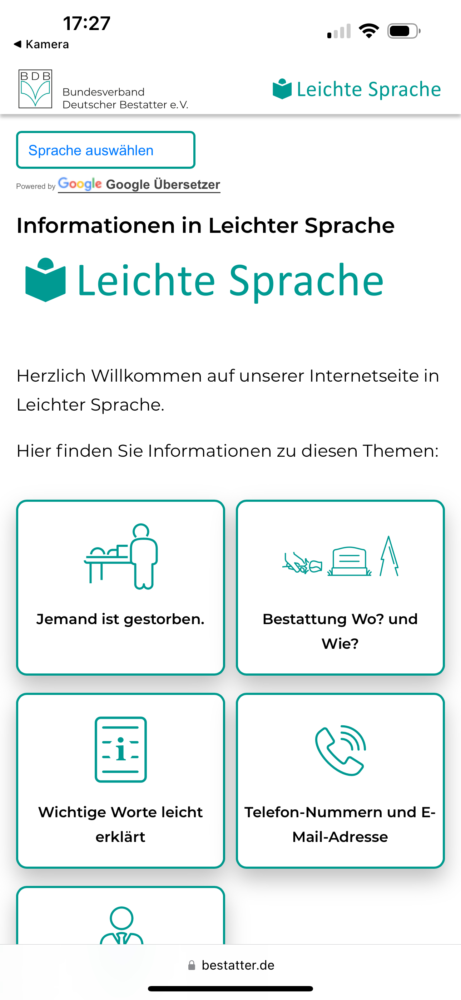 17:27
◀ Kamera
BDB
Bundesverband
Deutscher Bestatter e.V.
Leichte Sprache
Sprache auswählen
Powered by Google Google Übersetzer
Informationen in Leichter Sprache
Leichte Sprache
Herzlich Willkommen auf unserer Internetseite in
Leichter Sprache.
Hier finden Sie Informationen zu diesen Themen:
Jemand ist gestorben.
Bestattung Wo? und
Wie?
i
Wichtige Worte leicht
erklärt
Telefon-Nummern und E-
Mail-Adresse
bestatter.de